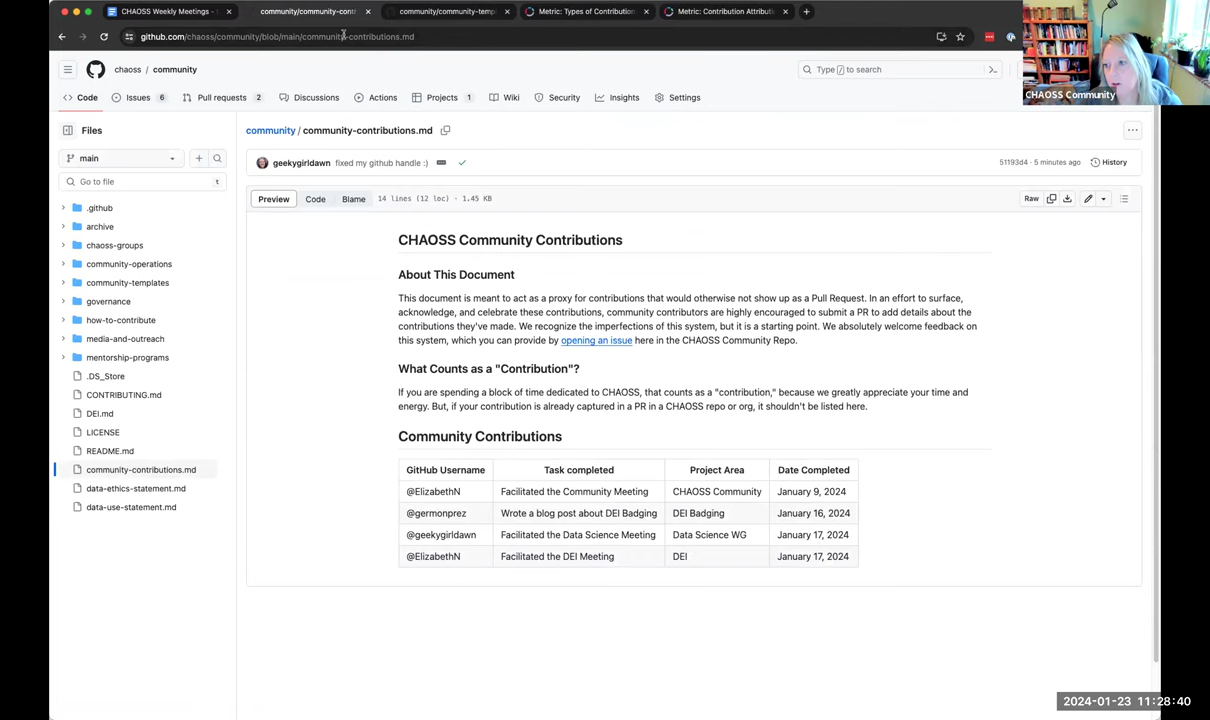 CHAOSS Weekly Meetings -
community/community-contri
community/community-temp
Metric: Types of Contribution
Metric: Contribution Attributi
github.com/chaoss/community/blob/main/community-contributions.md
chaoss / community
Type / to search
Code
Issues 6
Pull requests 2
Discussions
Actions
Projects 1
Wiki
Security
Insights
Settings
CHAOSS Community
Files
main
Go to file
t
.github
archive
chaoss-groups
community-operations
community-templates
governance
how-to-contribute
media-and-outreach
mentorship-programs
.DS_Store
CONTRIBUTING.md
DEI.md
LICENSE
README.md
community-contributions.md
data-ethics-statement.md
data-use-statement.md
community / community-contributions.md
geekygirldawn fixed my github handle :)
51193d4 · 5 minutes ago
History
Preview
Code
Blame
14 lines (12 loc) · 1.45 KB
Raw
CHAOSS Community Contributions
About This Document
This document is meant to act as a proxy for contributions that would otherwise not show up as a Pull Request. In an effort to surface,
acknowledge, and celebrate these contributions, community contributors are highly encouraged to submit a PR to add details about the
contributions they've made. We recognize the imperfections of this system, but it is a starting point. We absolutely welcome feedback on
this system, which you can provide by opening an issue here in the CHAOSS Community Repo.
What Counts as a "Contribution"?
If you are spending a block of time dedicated to CHAOSS, that counts as a "contribution," because we greatly appreciate your time and
energy. But, if your contribution is already captured in a PR in a CHAOSS repo or org, it shouldn't be listed here.
Community Contributions
GitHub Username Task completed Project Area Date Completed
@ElizabethN Facilitated the Community Meeting CHAOSS Community January 9, 2024
@germonprez Wrote a blog post about DEI Badging DEI Badging January 16, 2024
@geekygirldawn Facilitated the Data Science Meeting Data Science WG January 17, 2024
@ElizabethN Facilitated the DEI Meeting DEI January 17, 2024
2024-01-23 11:28:40